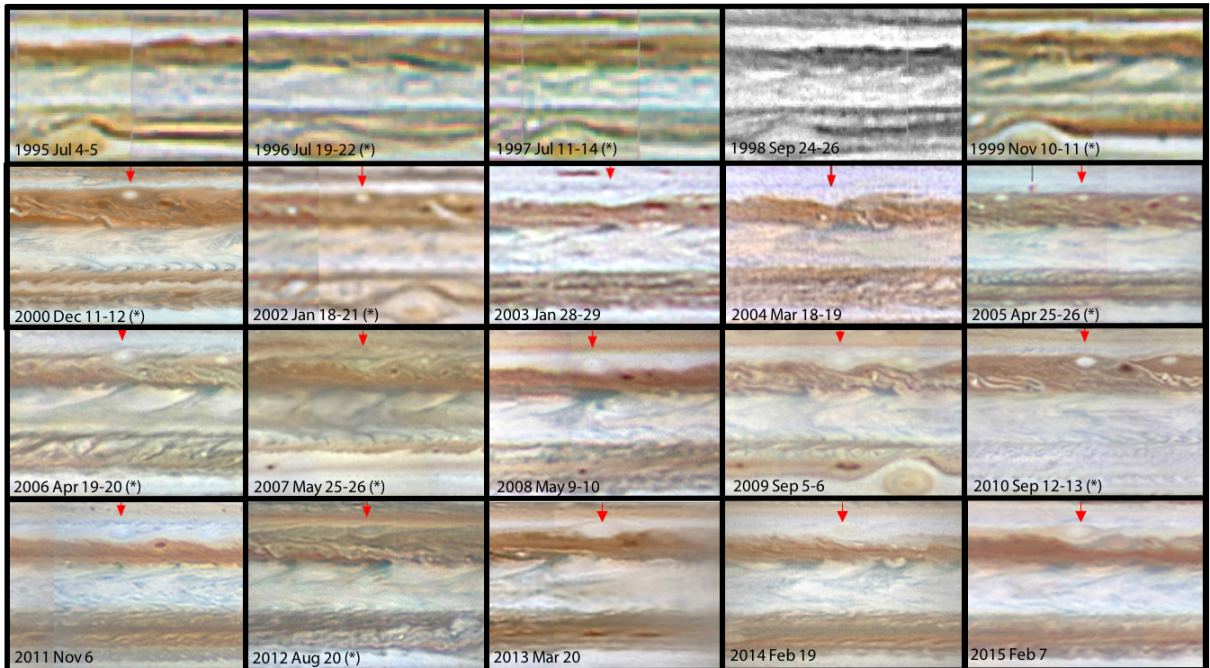 1995 Jul 4-5
1996 Jul 19-22 (*)
1997 Jul 11-14 (*)
1998 Sep 24-26
1999 Nov 10-11 (*)
2000 Dec 11-12 (*)
2002 Jan 18-21 (*)
2003 Jan 28-29
2004 Mar 18-19
2005 Apr 25-26 (*)
2006 Apr 19-20 (*)
2007 May 25-26 (*)
2008 May 9-10
2009 Sep 5-6
2010 Sep 12-13 (*)
2011 Nov 6
2012 Aug 20 (*)
2013 Mar 20
2014 Feb 19
2015 Feb 7